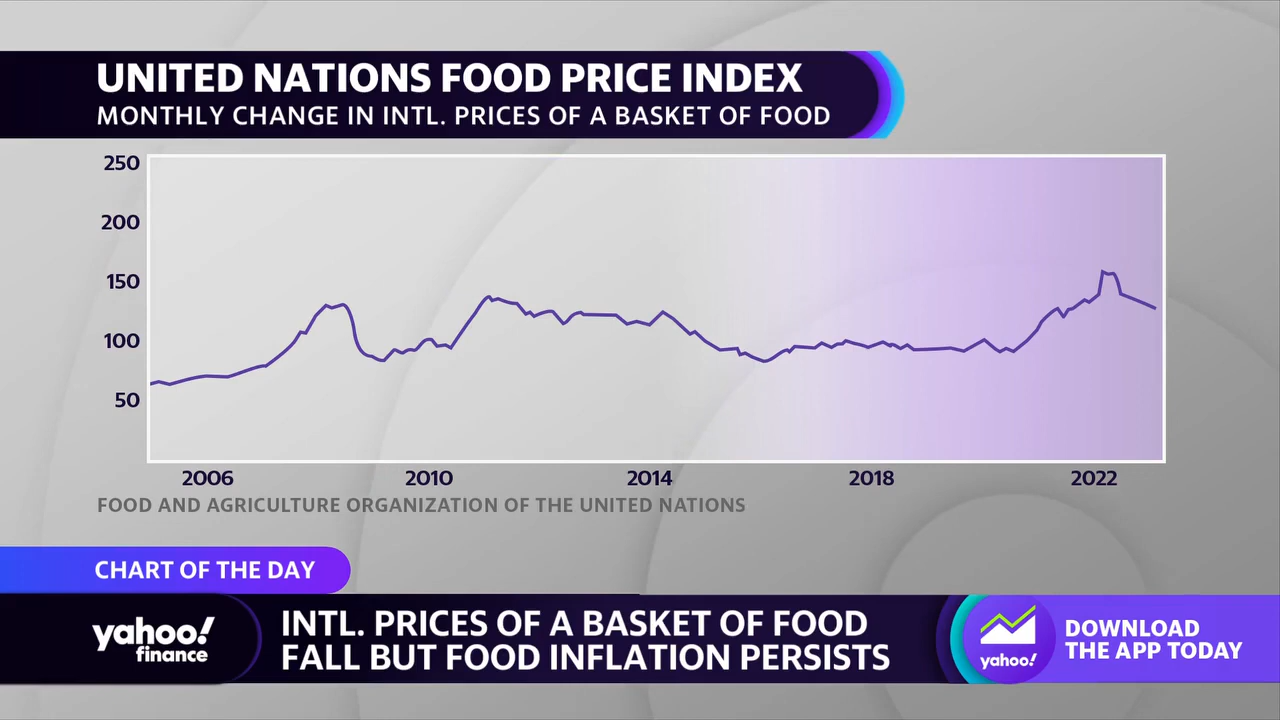 UNITED NATIONS FOOD PRICE INDEX
MONTHLY CHANGE IN INTL. PRICES OF A BASKET OF FOOD
250
200
150
100
50
2006 2010 2014 2018 2022
FOOD AND AGRICULTURE ORGANIZATION OF THE UNITED NATIONS
CHART OF THE DAY
yahoo!
finance
INTL. PRICES OF A BASKET OF FOOD
FALL BUT FOOD INFLATION PERSISTS
yahoo!
DOWNLOAD
THE APP TODAY